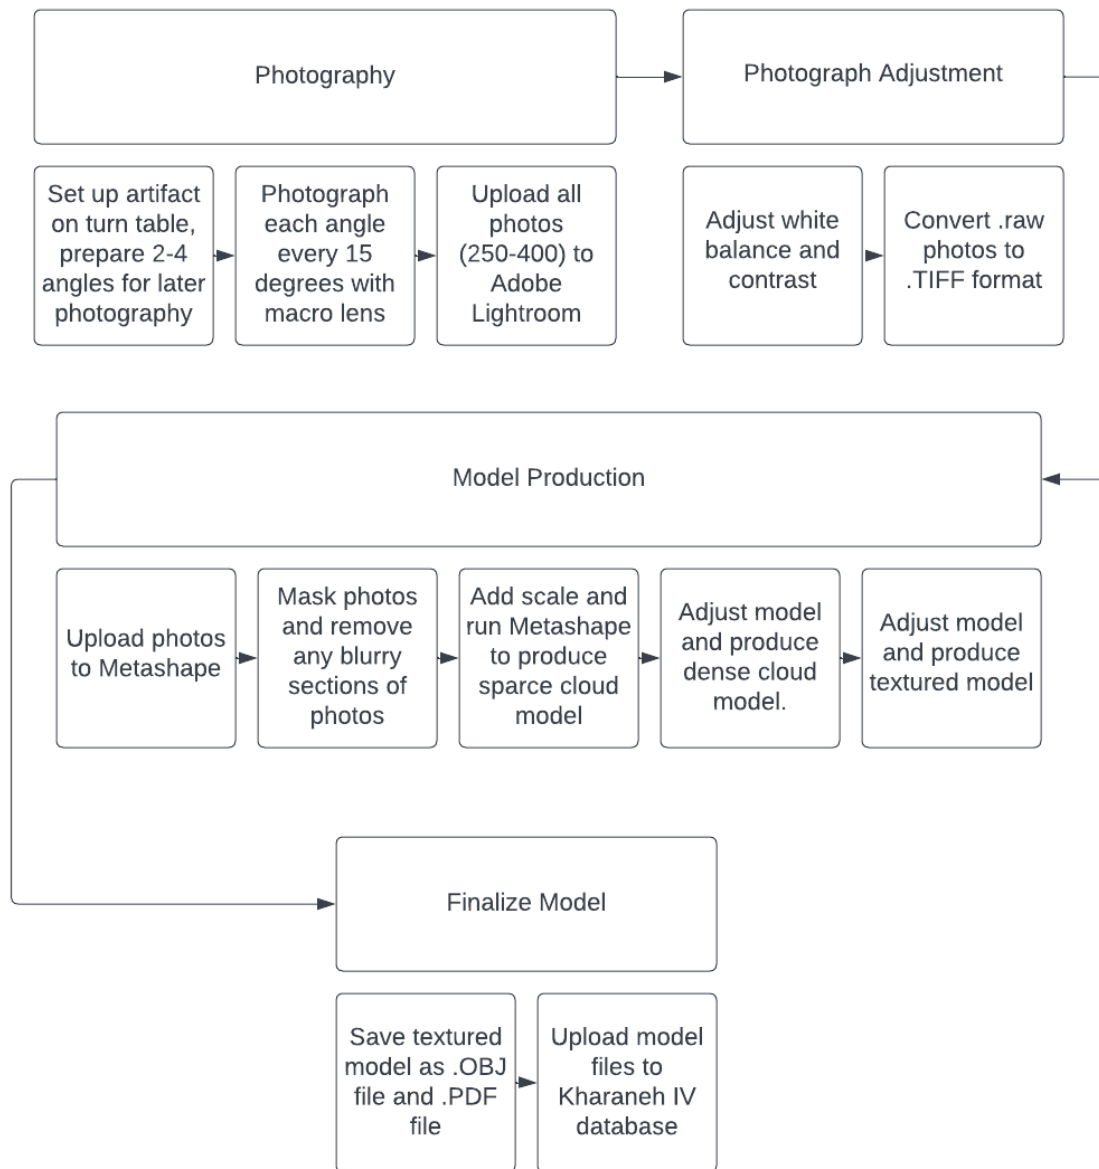 Photography
Photograph Adjustment
Set up artifact
on turn table,
prepare 2-4
angles for later
photography
Photograph
each angle
every 15
degrees with
macro lens
Upload all
photos
(250-400) to
Adobe
Lightroom
Adjust white
balance and
contrast
Convert .raw
photos to
.TIFF format
Model Production
Upload photos
to Metashape
Mask photos
and remove
any blurry
sections of
photos
Add scale and
run Metashape
to produce
sparce cloud
model
Adjust model
and produce
dense cloud
model.
Adjust model
and produce
textured model
Finalize Model
Save textured
model as .OBJ
file and .PDF
file
Upload model
files to
Kharaneh IV
database